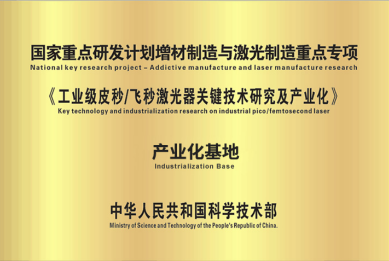 国家重点研发计划增材制造与激光制造重点专项
National key research project - Addictive manufacture and laser manufacture research
《工业级皮秒/飞秒激光器关键技术研究及产业化》
Key technology and industrialization research on industrial pico/femtosecond laser
产业化基地
Industrialization Base
中华人民共和国科学技术部
Ministry of Science and Technology of the People's Republic of China.